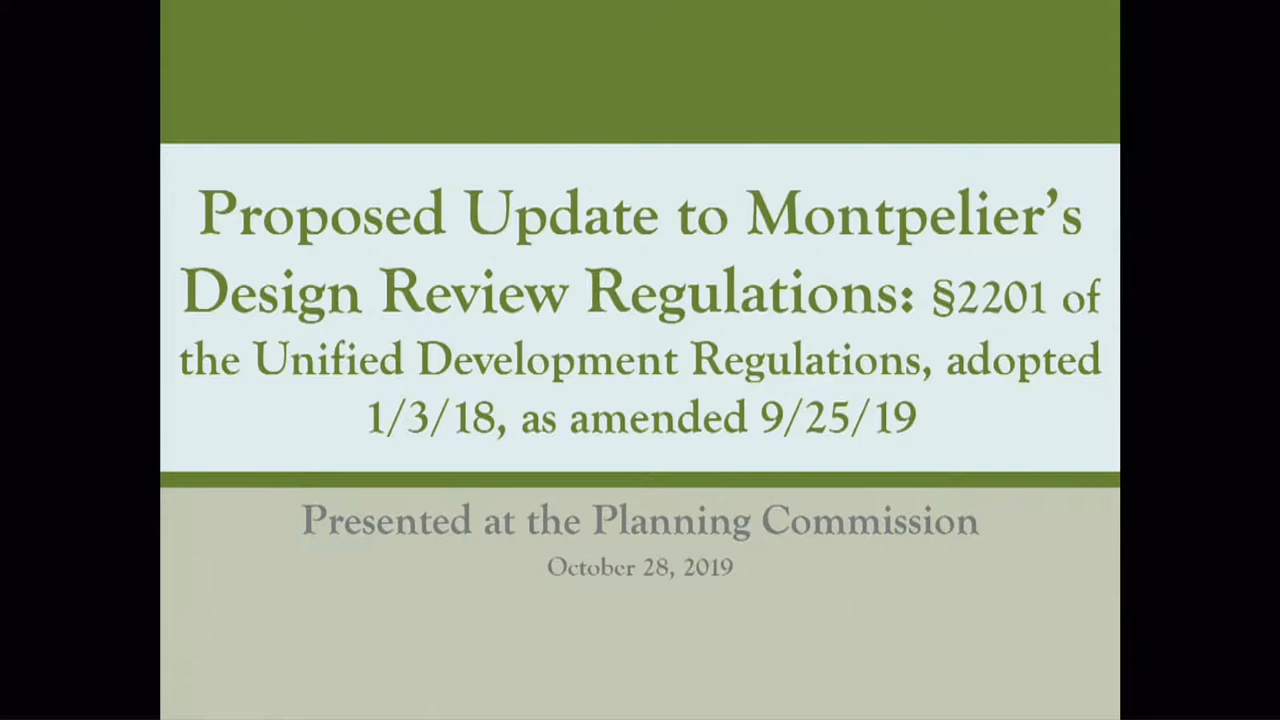 Proposed Update to Montpelier’s
Design Review Regulations: §2201 of
the Unified Development Regulations, adopted
1/3/18, as amended 9/25/19
Presented at the Planning Commission
October 28, 2019